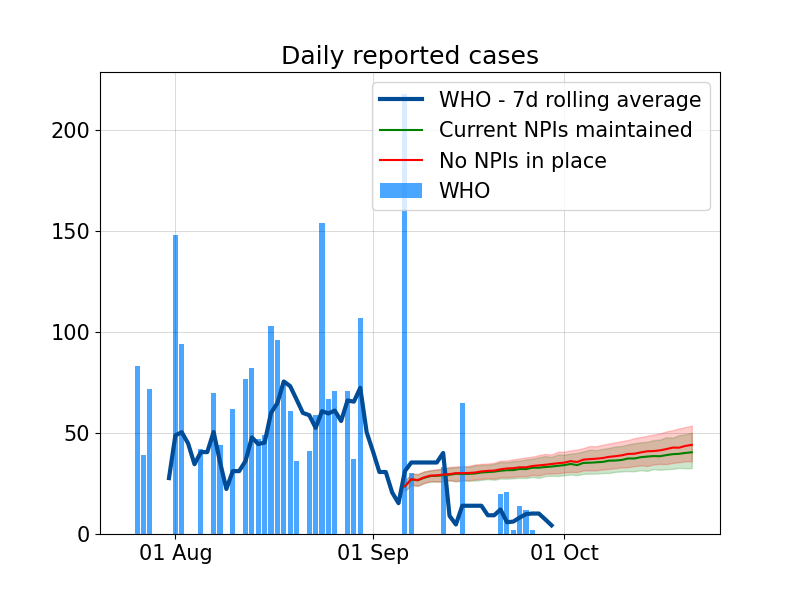 Daily reported cases
WHO - 7d rolling average
Current NPIs maintained
No NPIs in place
WHO
200
150
100
50
0
01 Aug
01 Sep
01 Oct